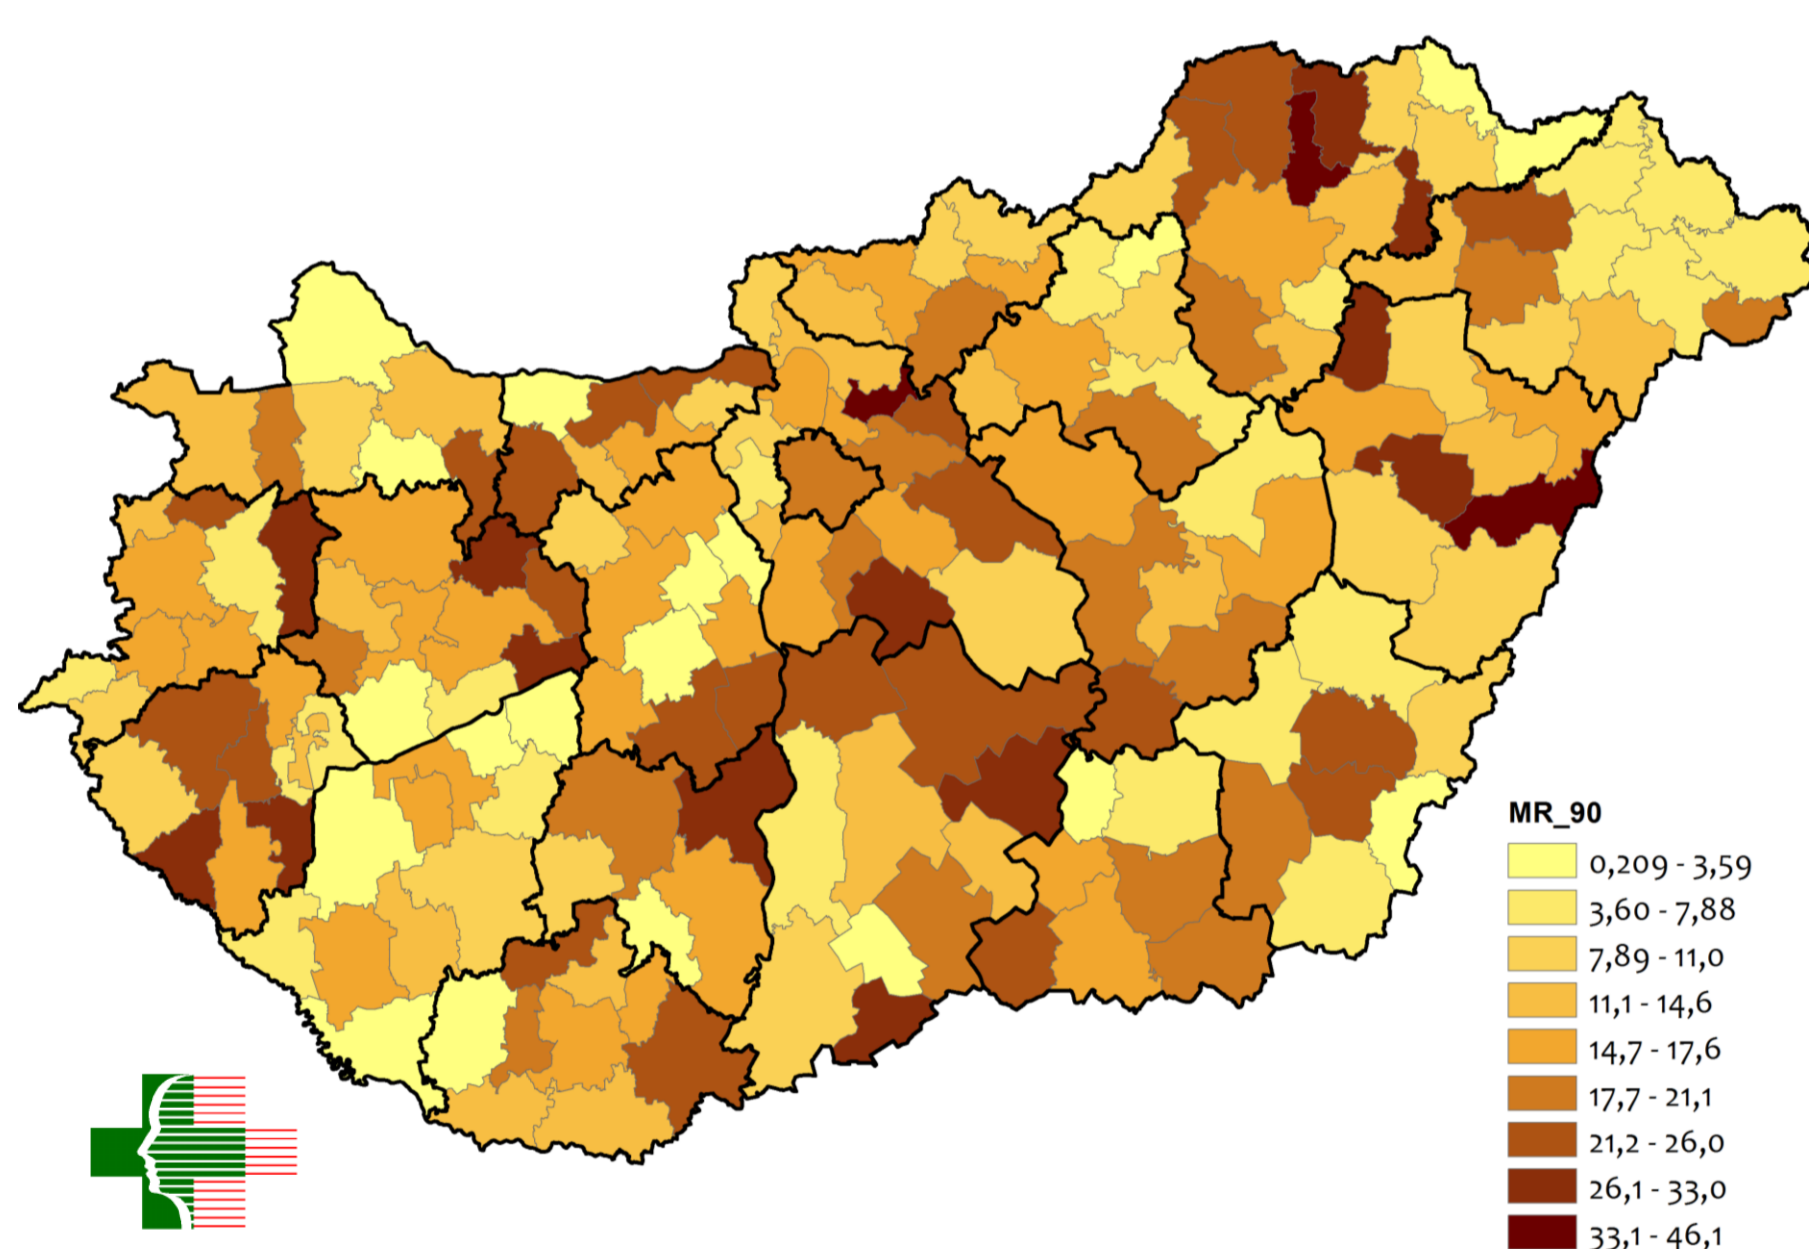 MR_90
0,209 - 3,59
3,60 - 7,88
7,89 - 11,0
11,1 - 14,6
14,7 - 17,6
17,7 - 21,1
21,2 - 26,0
26,1 - 33,0
33,1 - 46,1